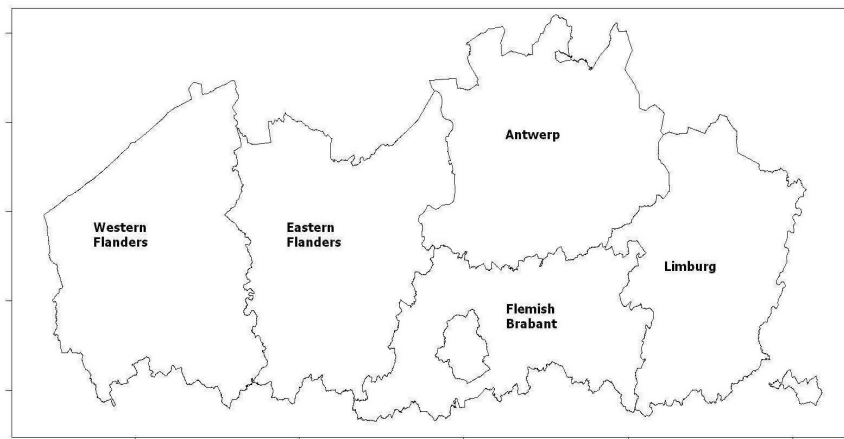 Antwerp
Western
Flanders
Eastern
Flanders
Limburg
Flemish
Brabant